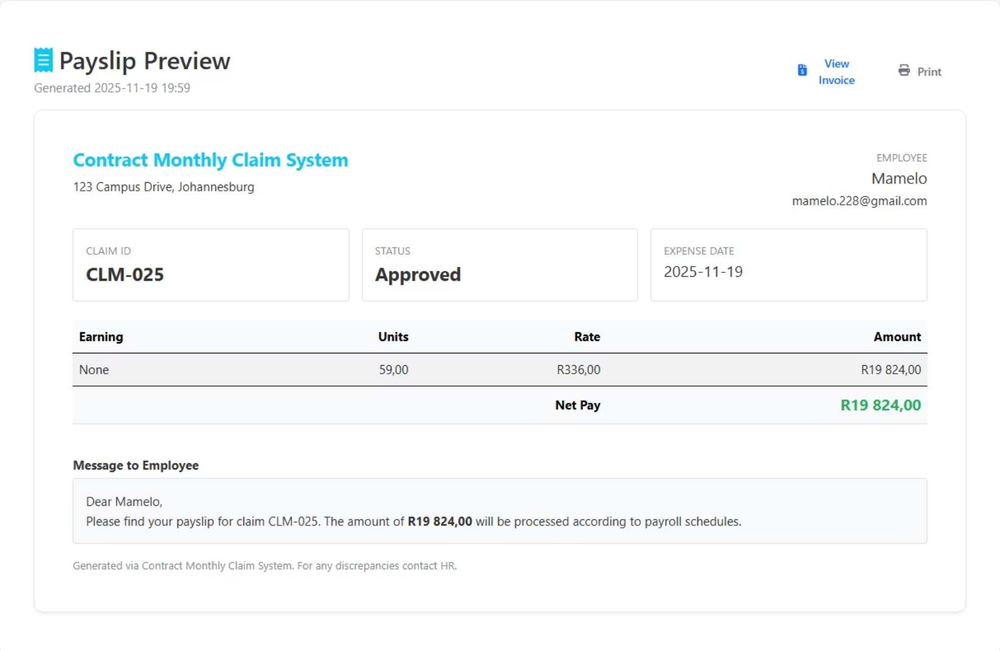 Payslip Preview
Generated 2025-11-19 19:59
View
Invoice
Print
Contract Monthly Claim System
123 Campus Drive, Johannesburg
EMPLOYEE
Mamelo
mamelo.228@gmail.com
CLAIM ID
CLM-025
STATUS
Approved
EXPENSE DATE
2025-11-19
Earning Units Rate Amount
None 59,00 R336,00 R19 824,00
Net Pay R19 824,00
Message to Employee
Dear Mamelo,
Please find your payslip for claim CLM-025. The amount of R19 824,00 will be processed according to payroll schedules.
Generated via Contract Monthly Claim System. For any discrepancies contact HR.